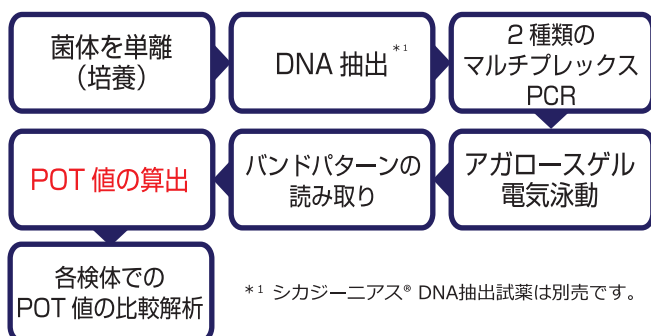 菌体を単離
（培養）
DNA 抽出*1
2 種類の
マルチプレックス
PCR
アガロースゲル
電気泳動
バンドパターンの
読み取り
POT 値の算出
各検体での
POT 値の比較解析
*1 シカジーニアス® DNA抽出試薬は別売です。